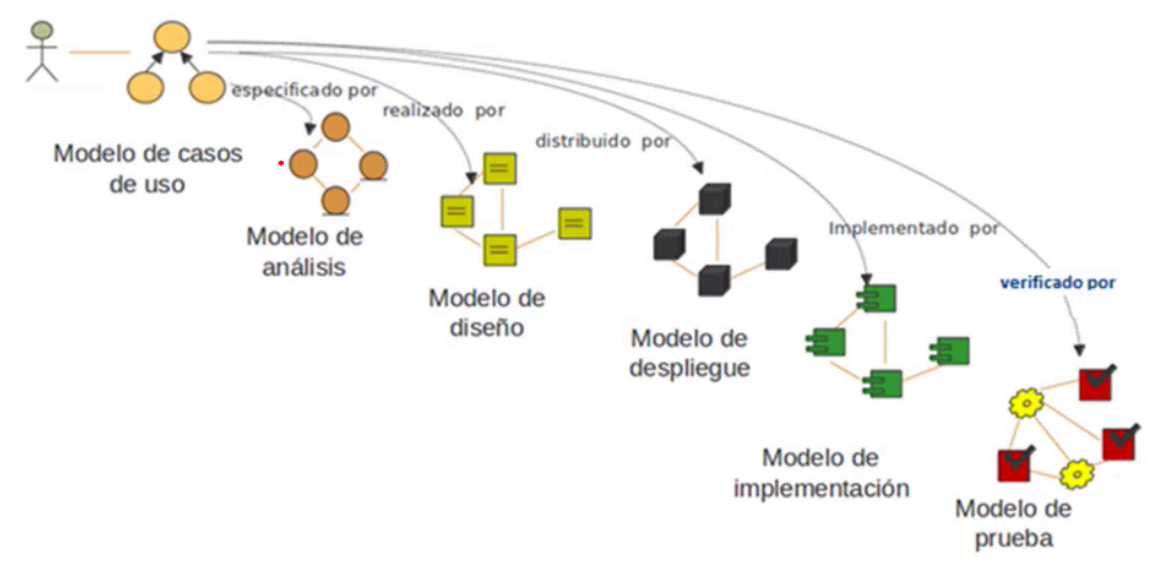 especificado por
realizado por
distribuido por
Modelo de casos
de uso
Implementado por
Modelo de
análisis
verificado por
Modelo de
diseño
Modelo de
despliegue
Modelo de
implementación
Modelo de
prueba